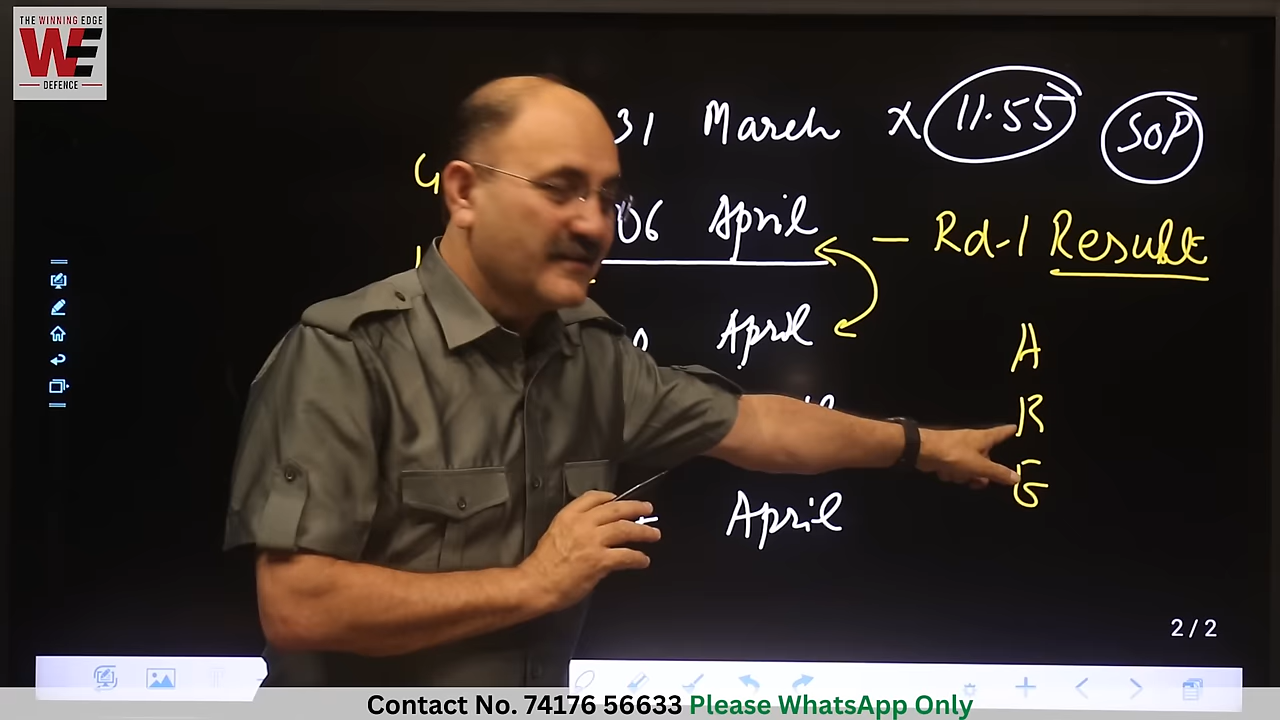 THE WINNING EDGE
WE
DEFENCE
31 March x 11.55 SOP
G
06 April — Rd-1 Result
April
A
R
G
April
2/2
Contact No. 74176 56633 Please WhatsApp Only